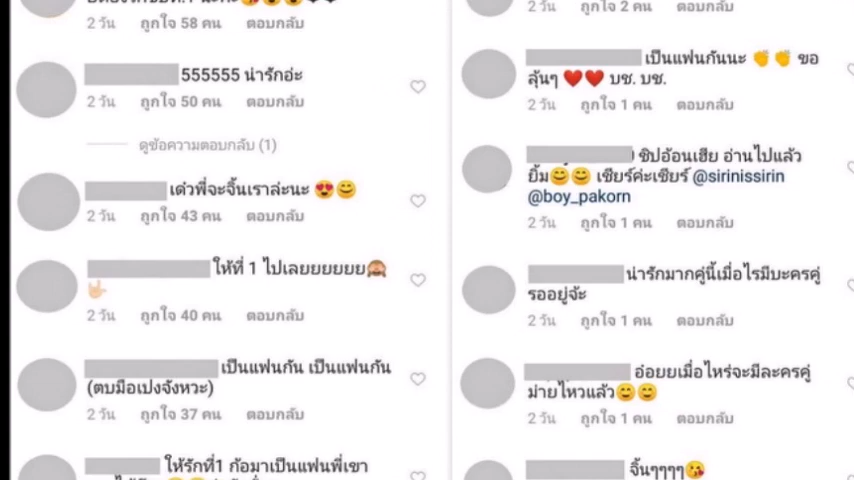 2 วัน ถูกใจ 58 คน ตอบกลับ
555555 น่ารักอ่ะ
2 วัน ถูกใจ 50 คน ตอบกลับ
ดูข้อความตอบกลับ (1)
เดํวพี่จะจิ้นเราล่ะนะ 😍😊
2 วัน ถูกใจ 43 คน ตอบกลับ
ให้ที่ 1 ไปเลยยยยยย🙈
🤟🏻
2 วัน ถูกใจ 40 คน ตอบกลับ
เป็นแฟนกัน เป็นแฟนกัน
(ตบมือเปงจังหวะ)
2 วัน ถูกใจ 37 คน ตอบกลับ
ให้รักที่1 ก้อมาเป็นแฟนพี่เขา
2 วัน ถูกใจ 2 คน ตอบกลับ
เป็นแฟนกันนะ 👏👏 ขอ
ลุ้นๆ ❤️❤️ บซ. บซ.
2 วัน ถูกใจ 1 คน ตอบกลับ
ชิปอ้อนเฮีย อ่านไปแล้ว
ยิ้ม😊😊 เชียร์ค่ะเชียร์ @sirinissirin
@boy_pakorn
2 วัน ถูกใจ 1 คน ตอบกลับ
น่ารักมากคู่นี้เมื่อไรมีบะครคู่
รออยู่จ้ะ
2 วัน ถูกใจ 1 คน ตอบกลับ
อ่อยยเมื่อไหร่จะมีละครคู่
ม่ายไหวแล้ว😊😊
2 วัน ถูกใจ 1 คน ตอบกลับ
จิ้นๆๆๆๆ😘